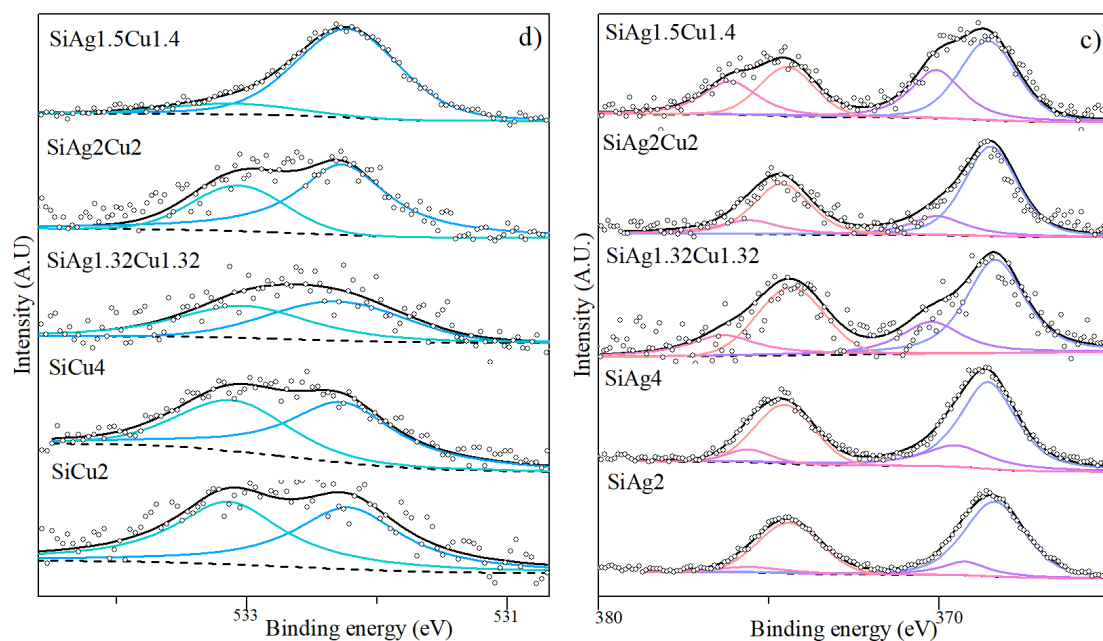 SiAg1.5Cu1.4
d)
SiAg2Cu2
SiAg1.32Cu1.32
SiCu4
SiCu2
Intensity (A.U)
533
531
Binding energy (eV)
SiAg1.5Cu1.4
c)
SiAg2Cu2
SiAg1.32Cu1.32
SiAg4
SiAg2
Intensity (A.U.)
380
370
Binding energy (eV)